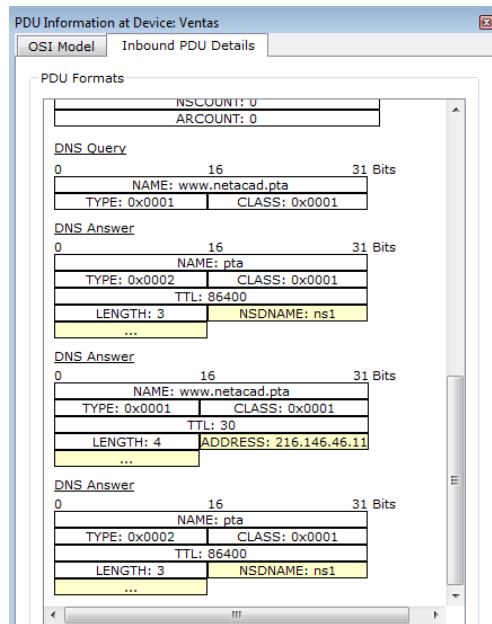 PDU Information at Device: Ventas
OSI Model Inbound PDU Details
PDU Formats
NSCOUNT: 0
ARCOUNT: 0
DNS Query
0 16 31 Bits
NAME: www.netacad.pta
TYPE: 0x0001 CLASS: 0x0001
DNS Answer
0 16 31 Bits
NAME: pta
TYPE: 0x0002 CLASS: 0x0001
TTL: 86400
LENGTH: 3 NSDNAME: ns1
...
DNS Answer
0 16 31 Bits
NAME: www.netacad.pta
TYPE: 0x0001 CLASS: 0x0001
TTL: 30
LENGTH: 4 ADDRESS: 216.146.46.11
...
DNS Answer
0 16 31 Bits
NAME: pta
TYPE: 0x0002 CLASS: 0x0001
TTL: 86400
LENGTH: 3 NSDNAME: ns1
...